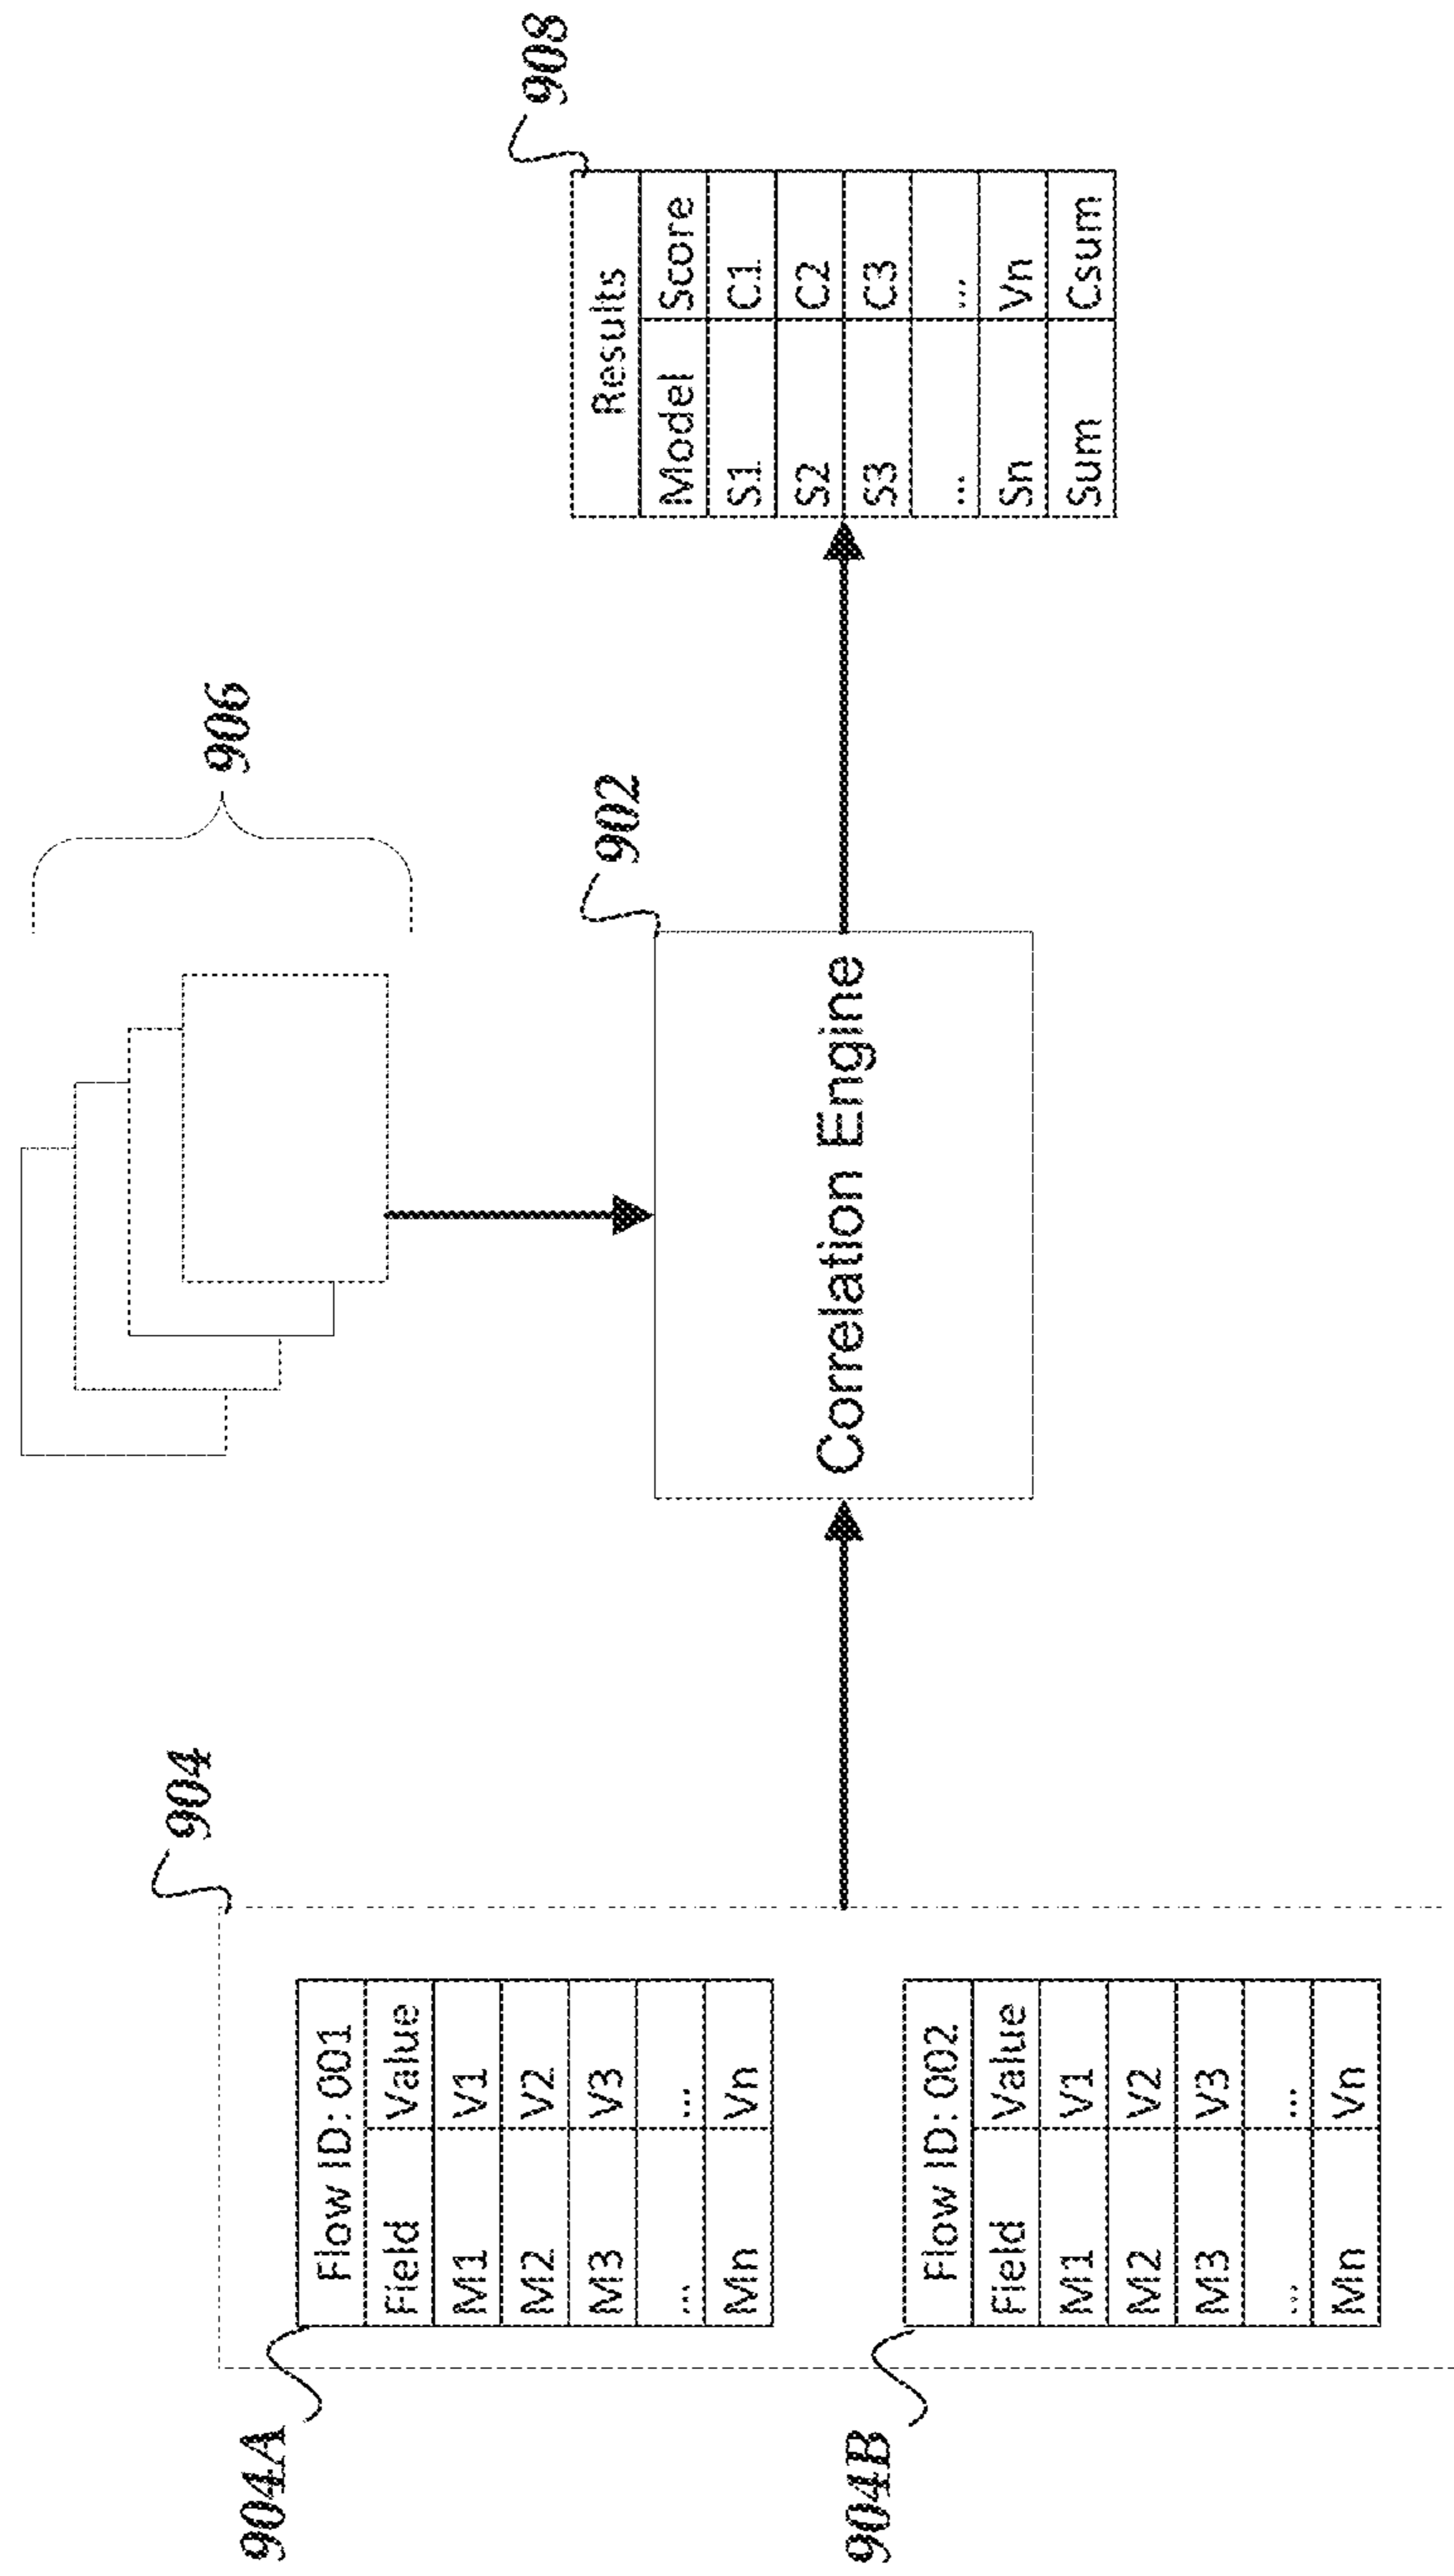 906
904
902
908
904A
Flow ID: 001
Field Value
M1 V1
M2 V2
M3 V3
... ...
Mn Vn
904B
Flow ID: 002
Field Value
M1 V1
M2 V2
M3 V3
... ...
Mn Vn
Correlation Engine
Results
Model Score
S1 C1
S2 C2
S3 C3
... ...
Sn Vn
Sum Csum